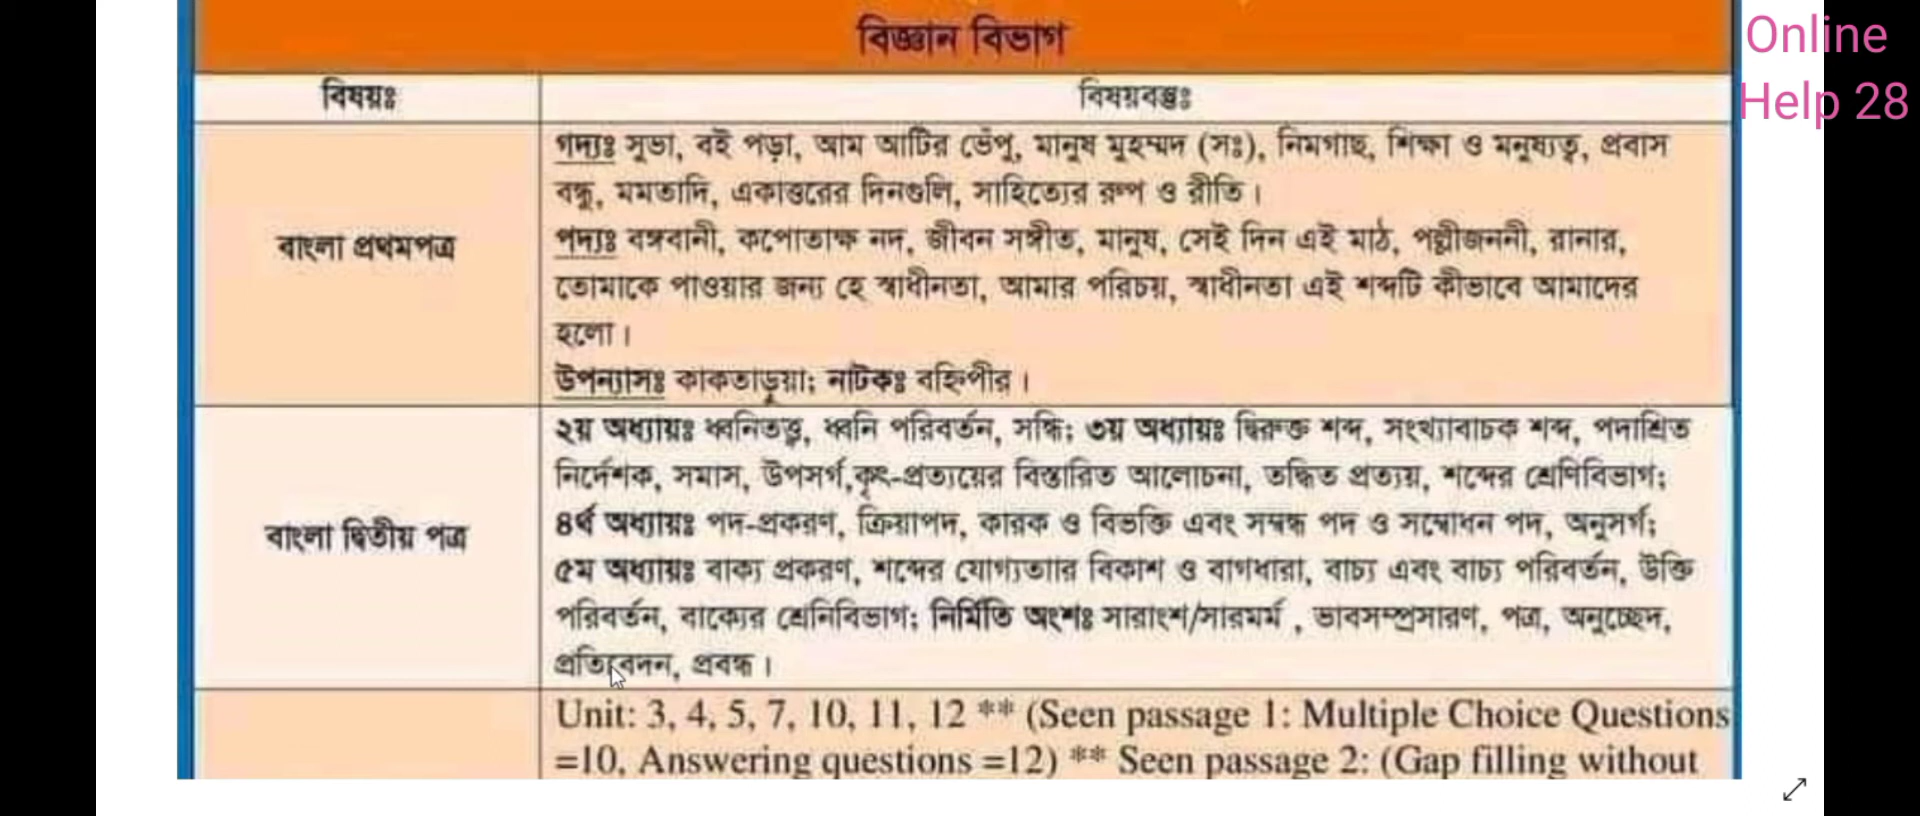 বিজ্ঞান বিভাগ
Online
Help 28
বিষয়ঃ
বিষয়বস্তুঃ
বাংলা প্রথমপত্র
গদ্যঃ সুভা, বই পড়া, আম আটির ভেঁপু, মানুষ মুহম্মদ (সঃ), নিমগাছ, শিক্ষা ও মনুষ্যত্ব, প্রবাস
বন্ধু, মমতাদি, একাত্তরের দিনগুলি, সাহিত্যের রুপ ও রীতি।
পদ্যঃ বঙ্গবানী, কপোতাক্ষ নদ, জীবন সঙ্গীত, মানুষ, সেই দিন এই মাঠ, পল্লীজননী, রানার,
তোমাকে পাওয়ার জন্য হে স্বাধীনতা, আমার পরিচয়, স্বাধীনতা এই শব্দটি কীভাবে আমাদের
হলো।
উপন্যাসঃ কাকতাড়ুয়া; নাটকঃ বহ্নিপীর।
বাংলা দ্বিতীয় পত্র
২য় অধ্যায়ঃ ধ্বনিতত্ত্ব, ধ্বনি পরিবর্তন, সন্ধি; ৩য় অধ্যায়ঃ দ্বিরুক্ত শব্দ, সংখ্যাবাচক শব্দ, পদাশ্রিত
নির্দেশক, সমাস, উপসর্গ,কৃৎ-প্রত্যয়ের বিস্তারিত আলোচনা, তদ্ধিত প্রত্যয়, শব্দের শ্রেণিবিভাগ;
৪র্থ অধ্যায়ঃ পদ-প্রকরণ, ক্রিয়াপদ, কারক ও বিভক্তি এবং সম্বন্ধ পদ ও সম্বোধন পদ, অনুসর্গ;
৫ম অধ্যায়ঃ বাক্য প্রকরণ, শব্দের যোগ্যতাার বিকাশ ও বাগধারা, বাচ্য এবং বাচ্য পরিবর্তন, উক্তি
পরিবর্তন, বাক্যের শ্রেনিবিভাগ; নির্মিতি অংশঃ সারাংশ/সারমর্ম , ভাবসম্প্রসারণ, পত্র, অনুচ্ছেদ,
প্রতিবেদন, প্রবন্ধ।
Unit: 3, 4, 5, 7, 10, 11, 12 ** (Seen passage 1: Multiple Choice Questions
=10, Answering questions =12) ** Seen passage 2: (Gap filling without